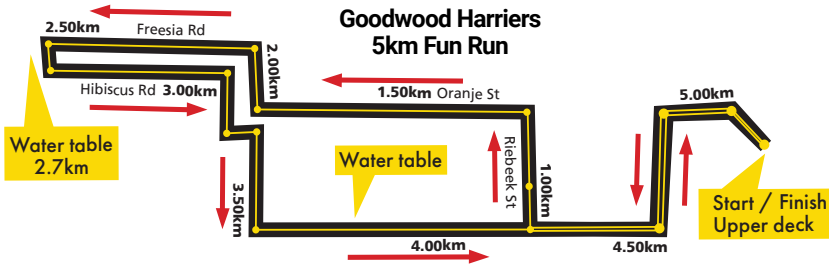 Goodwood Harriers
5km Fun Run
2.50km
Freesia Rd
2.00km
Hibiscus Rd 3.00km
1.50km Oranje St
5.00km
Water table
2.7km
Water table
Riebeek St
1.00km
3.50km
Start / Finish
Upper deck
4.00km
4.50km